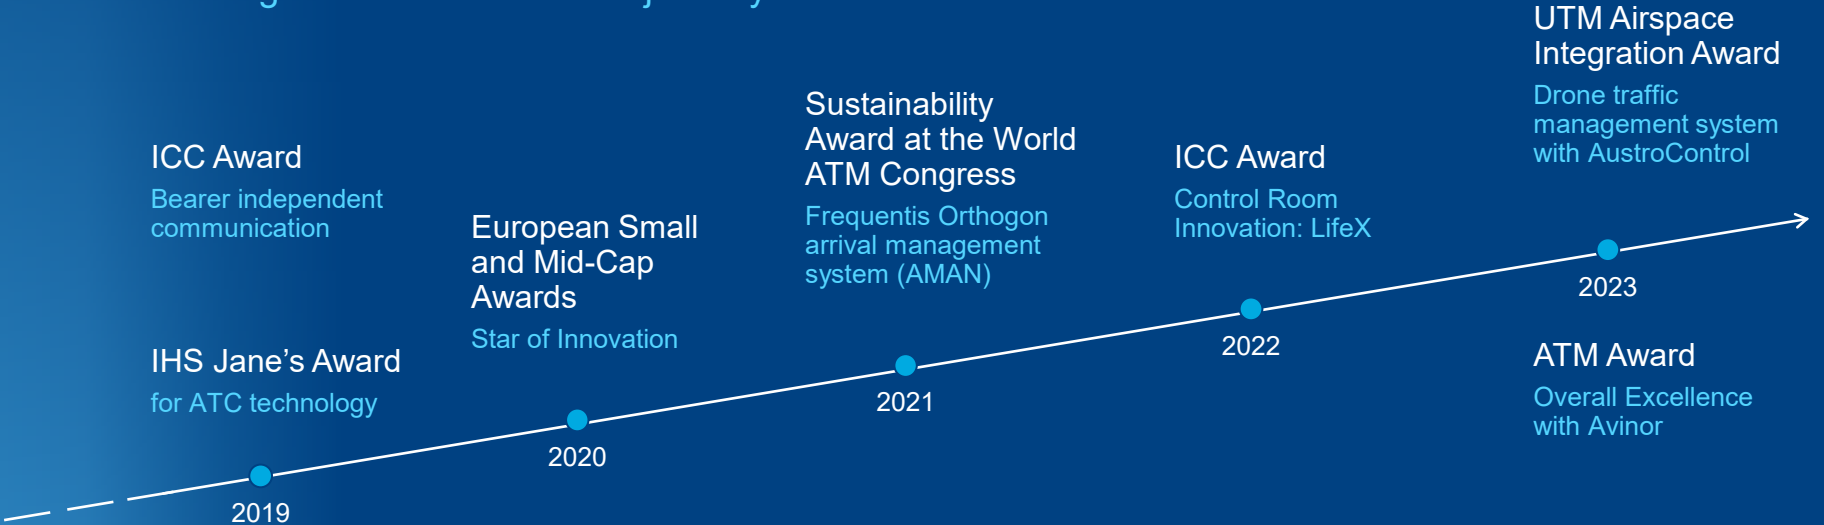 ICC Award
Bearer independent
communication
IHS Jane’s Award
for ATC technology
2019
European Small
and Mid-Cap
Awards
Star of Innovation
2020
Sustainability
Award at the World
ATM Congress
Frequentis Orthogon
arrival management
system (AMAN)
2021
ICC Award
Control Room
Innovation: LifeX
2022
UTM Airspace
Integration Award
Drone traffic
management system
with AustroControl
2023
ATM Award
Overall Excellence
with Avinor